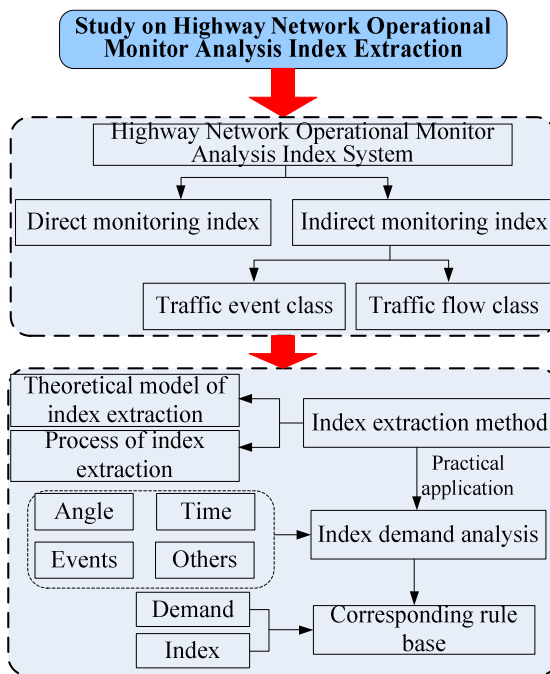 Study on Highway Network Operational
Monitor Analysis Index Extraction
Highway Network Operational Monitor
Analysis Index System
Direct monitoring index
Indirect monitoring index
Traffic event class
Traffic flow class
Theoretical model of
index extraction
Process of index
extraction
Index extraction method
Practical
application
Angle
Time
Events
Others
Index demand analysis
Demand
Index
Corresponding rule
base